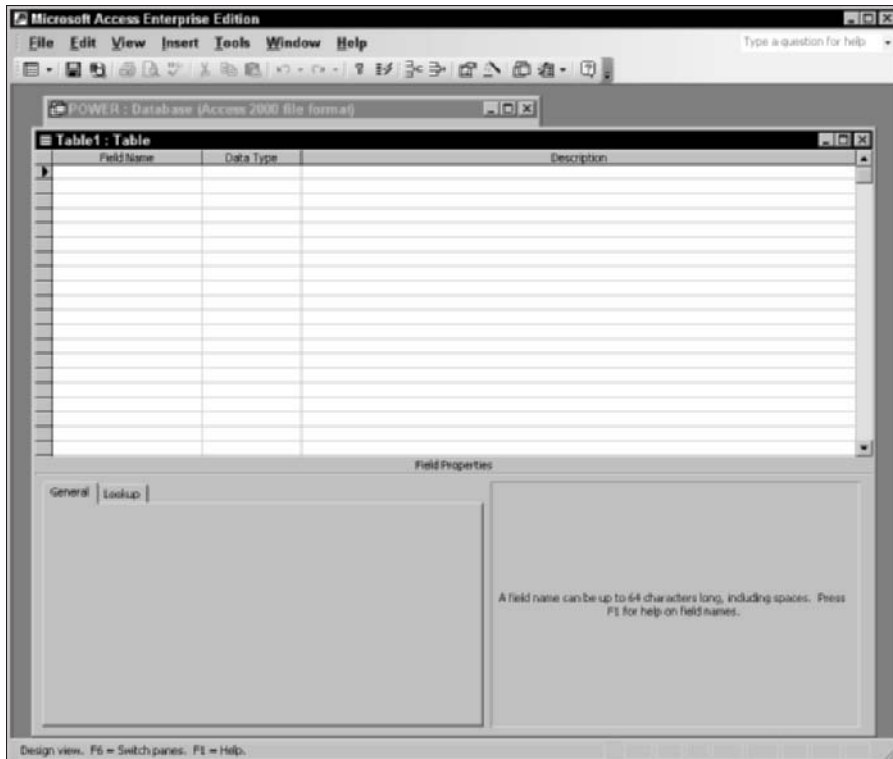 Microsoft Access Enterprise Edition
File Edit View Insert Tools Window Help
Type a question for help
POWER : Database (Access 2000 file format)
Table1 : Table
Field Name Data Type Description
Field Properties
General Lookup
A field name can be up to 64 characters long, including spaces. Press
F1 for help on field names.
Design view. F6 = Switch panes. F1 = Help.